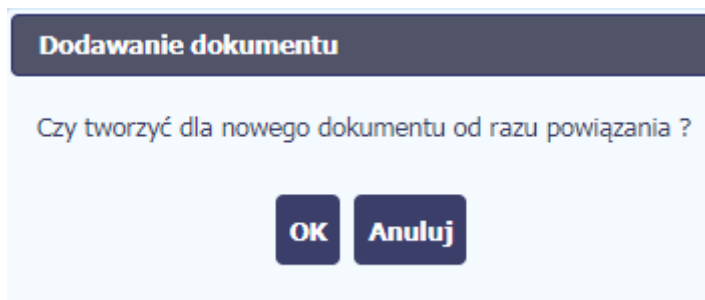 Dodawanie dokumentu
Czy tworzyć dla nowego dokumentu od razu powiązania ?
OK Anuluj